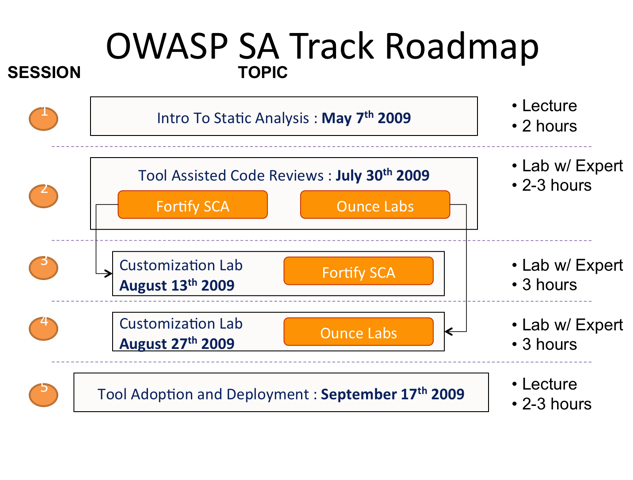 OWASP SA Track Roadmap
SESSION
TOPIC
1
Intro To Static Analysis : May 7th 2009
• Lecture
• 2 hours
2
Tool Assisted Code Reviews : July 30th 2009
Fortify SCA
Ounce Labs
• Lab w/ Expert
• 2-3 hours
3
Customization Lab
August 13th 2009
Fortify SCA
• Lab w/ Expert
• 3 hours
4
Customization Lab
August 27th 2009
Ounce Labs
• Lab w/ Expert
• 3 hours
5
Tool Adoption and Deployment : September 17th 2009
• Lecture
• 2-3 hours